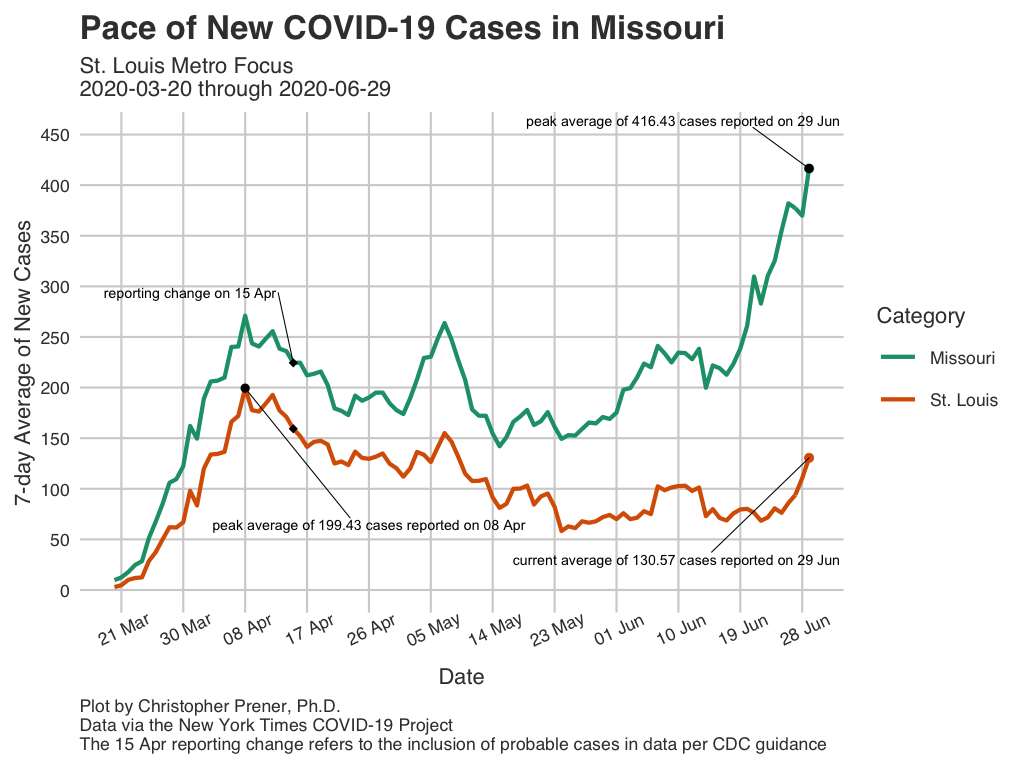 Pace of New COVID-19 Cases in Missouri
St. Louis Metro Focus
2020-03-20 through 2020-06-29
peak average of 416.43 cases reported on 29 Jun
450
400
350
300
250
200
150
100
50
0
7-day Average of New Cases
reporting change on 15 Apr
peak average of 199.43 cases reported on 08 Apr
current average of 130.57 cases reported on 29 Jun
Category
Missouri
St. Louis
21 Mar
30 Mar
08 Apr
17 Apr
26 Apr
05 May
14 May
23 May
01 Jun
10 Jun
19 Jun
28 Jun
Date
Plot by Christopher Prener, Ph.D.
Data via the New York Times COVID-19 Project
The 15 Apr reporting change refers to the inclusion of probable cases in data per CDC guidance